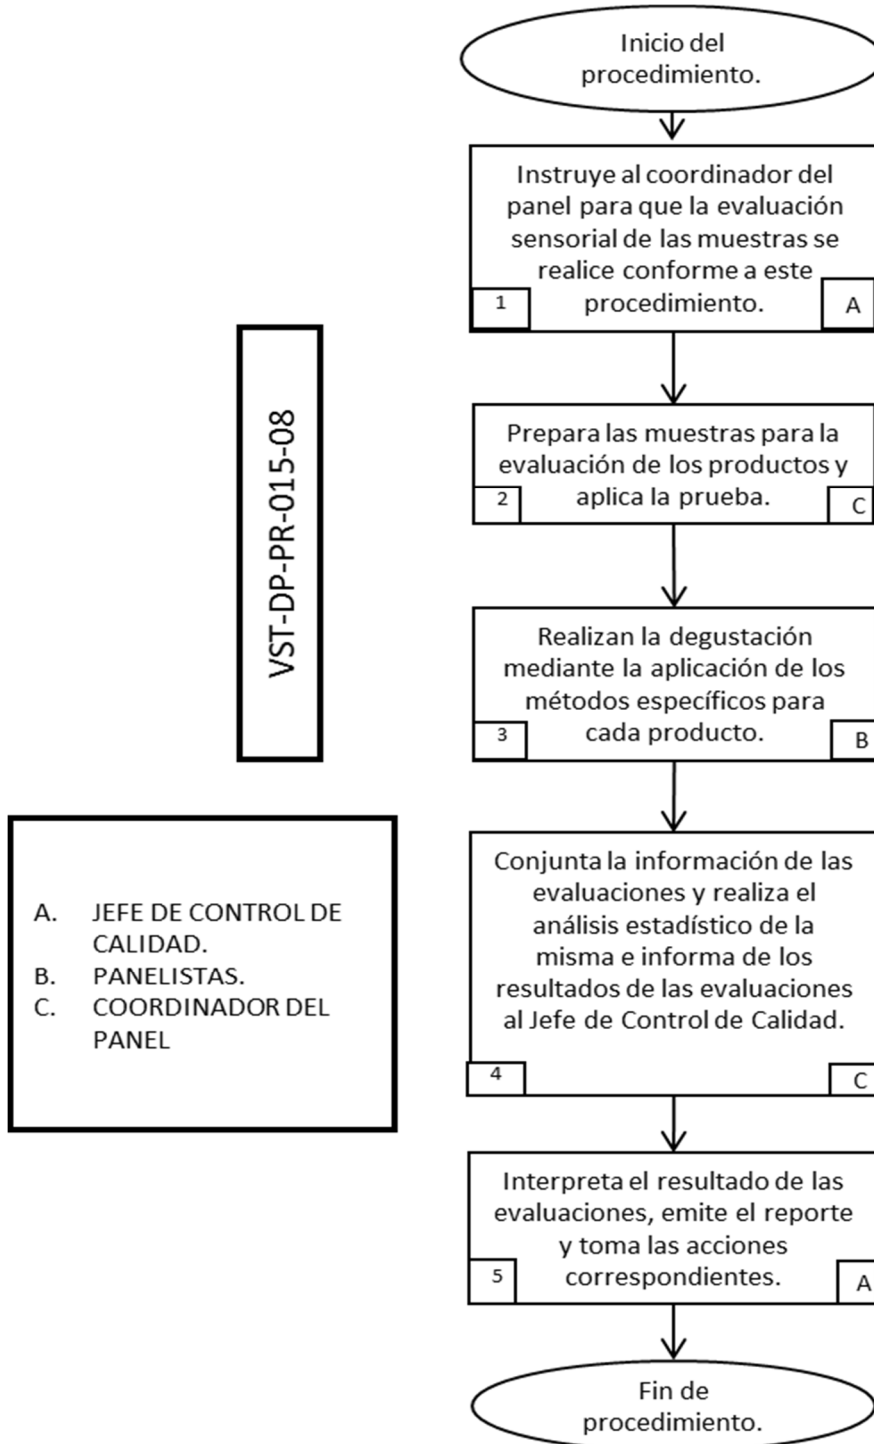 Inicio del
procedimiento.
Instruye al coordinador del
panel para que la evaluación
sensorial de las muestras se
realice conforme a este
procedimiento.
1
A
VST-DP-PR-015-08
Prepara las muestras para la
evaluación de los productos y
aplica la prueba.
2
C
Realizan la degustación
mediante la aplicación de los
métodos específicos para
cada producto.
3
B
A. JEFE DE CONTROL DE
CALIDAD.
B. PANELISTAS.
C. COORDINADOR DEL
PANEL
Conjunta la información de las
evaluaciones y realiza el
análisis estadístico de la
misma e informa de los
resultados de las evaluaciones
al Jefe de Control de Calidad.
4
C
Interpreta el resultado de las
evaluaciones, emite el reporte
y toma las acciones
correspondientes.
5
A
Fin de
procedimiento.